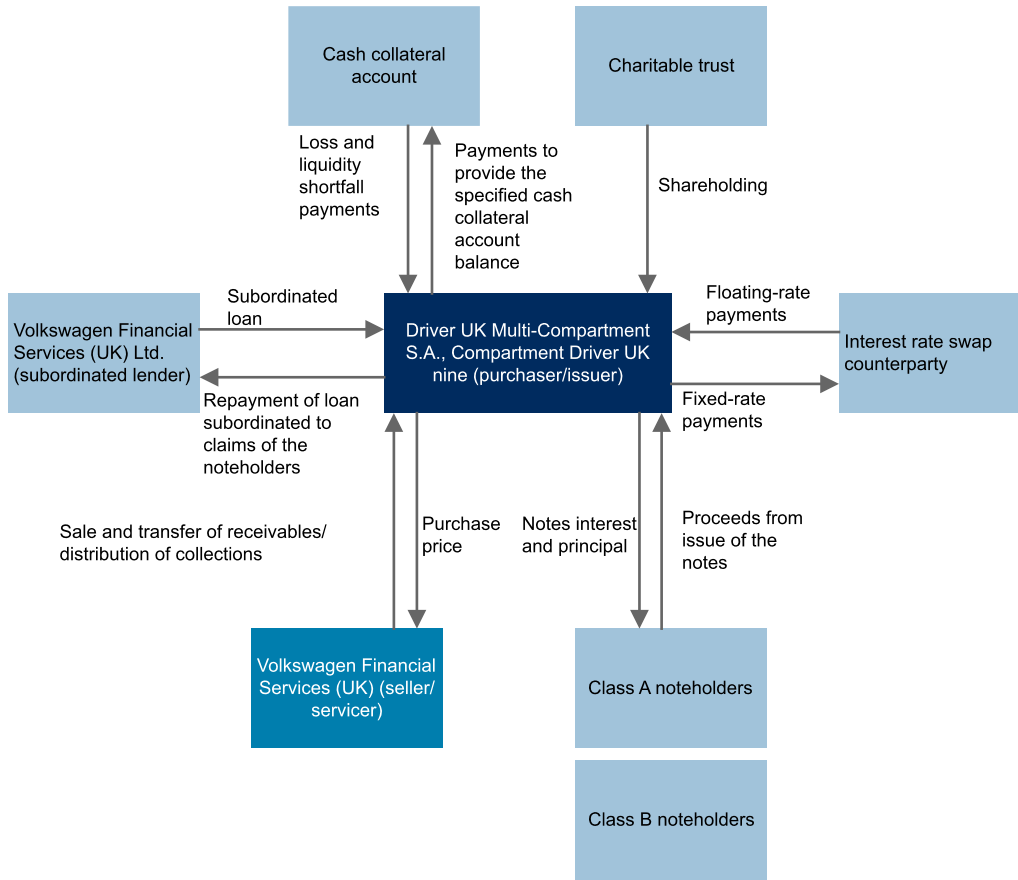 Cash collateral
account
Charitable trust
Loss and
liquidity
shortfall
payments
Payments to
provide the
specified cash
collateral
account
balance
Shareholding
Volkswagen Financial
Services (UK) Ltd.
(subordinated lender)
Subordinated
loan
Driver UK Multi-Compartment
S.A., Compartment Driver UK
nine (purchaser/issuer)
Floating-rate
payments
Interest rate swap
counterparty
Repayment of loan
subordinated to
claims of the
noteholders
Fixed-rate
payments
Sale and transfer of receivables/
distribution of collections
Purchase
price
Notes interest
and principal
Proceeds from
issue of the
notes
Volkswagen Financial
Services (UK) (seller/
servicer)
Class A noteholders
Class B noteholders